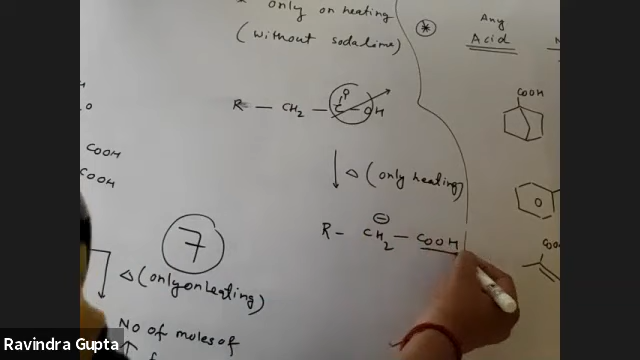 * only on heating
(without sodalime)
* Any
Acid
COOH
R — CH2 — C — OH
O
COOH
COOH
△ (only heating)
O
R — CH2 — COOH
⊖
7
COO
△ (only on heating)
No of moles of
Ravindra Gupta